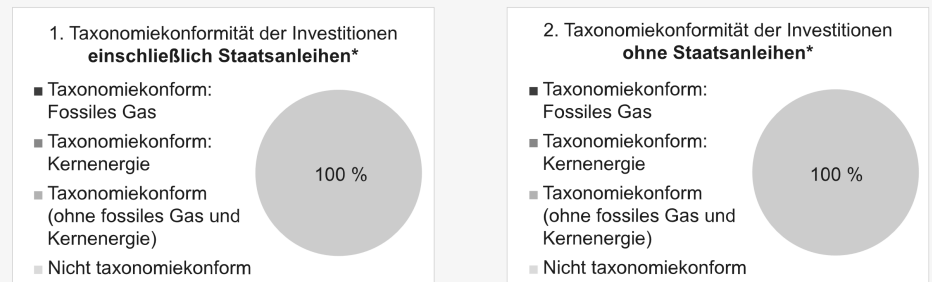 1. Taxonomiekonformität der Investitionen
einschließlich Staatsanleihen*
Taxonomiekonform:
Fossiles Gas
Taxonomiekonform:
Kernenergie
Taxonomiekonform
(ohne fossiles Gas und
Kernenergie)
Nicht taxonomiekonform
100 %
2. Taxonomiekonformität der Investitionen
ohne Staatsanleihen*
Taxonomiekonform:
Fossiles Gas
Taxonomiekonform:
Kernenergie
Taxonomiekonform
(ohne fossiles Gas und
Kernenergie)
Nicht taxonomiekonform
100 %